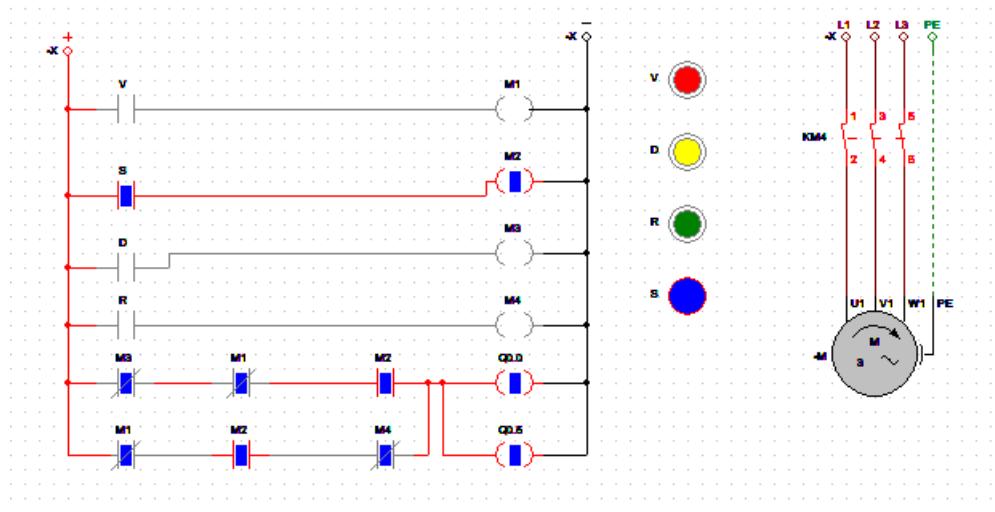 +
-X
V
M1
S
M2
D
M3
R
M4
M3 M1 M2 Q0.0
M1 M2 M4 Q0.5
–
-X
V
D
R
S
L1 L2 L3 PE
-X
1 3 5
KM4
2 4 6
U1 V1 W1 PE
-M
M
3 ~